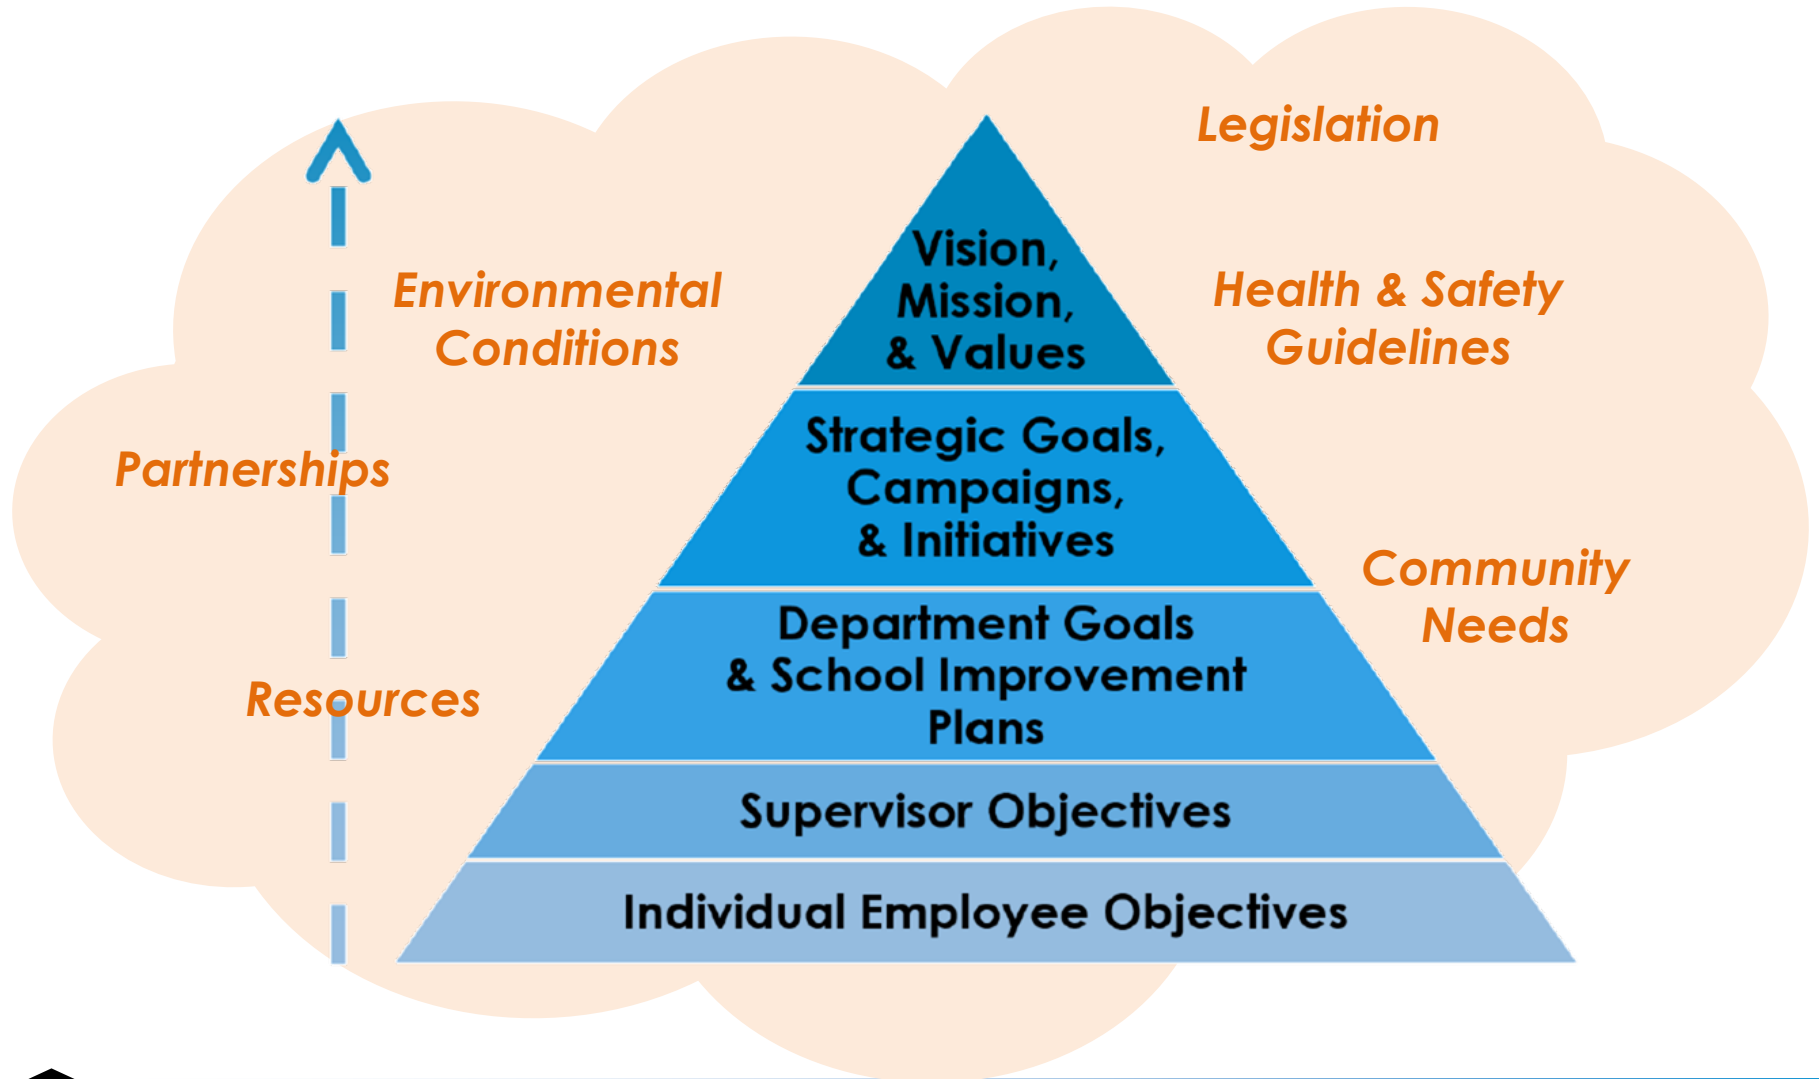 Legislation
Environmental
Conditions
Partnerships
Resources
Vision,
Mission,
& Values
Strategic Goals,
Campaigns,
& Initiatives
Department Goals
& School Improvement
Plans
Supervisor Objectives
Individual Employee Objectives
Health & Safety
Guidelines
Community
Needs